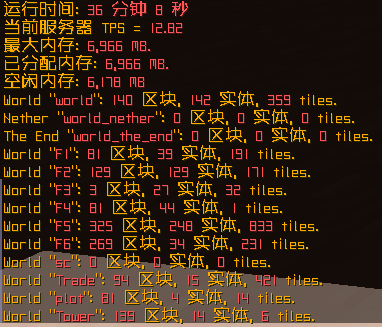 运行时间: 36 分钟 8 秒
当前服务器 TPS = 12.82
最大内存: 6,966 MB.
已分配内存: 6,966 MB.
空闲内存: 6,178 MB
World "world": 140 区块, 142 实体, 359 tiles.
Nether "world_nether": 0 区块, 0 实体, 0 tiles.
The End "world_the_end": 0 区块, 0 实体, 0 tiles.
World "F1": 81 区块, 39 实体, 191 tiles.
World "F2": 129 区块, 129 实体, 171 tiles.
World "F3": 3 区块, 27 实体, 32 tiles.
World "F4": 81 区块, 44 实体, 1 tiles.
World "F5": 325 区块, 248 实体, 833 tiles.
World "F6": 269 区块, 34 实体, 231 tiles.
World "sc": 0 区块, 0 实体, 0 tiles.
World "Trade": 94 区块, 15 实体, 421 tiles.
World "plot": 81 区块, 4 实体, 14 tiles.
World "Tower": 139 区块, 14 实体, 6 tiles.